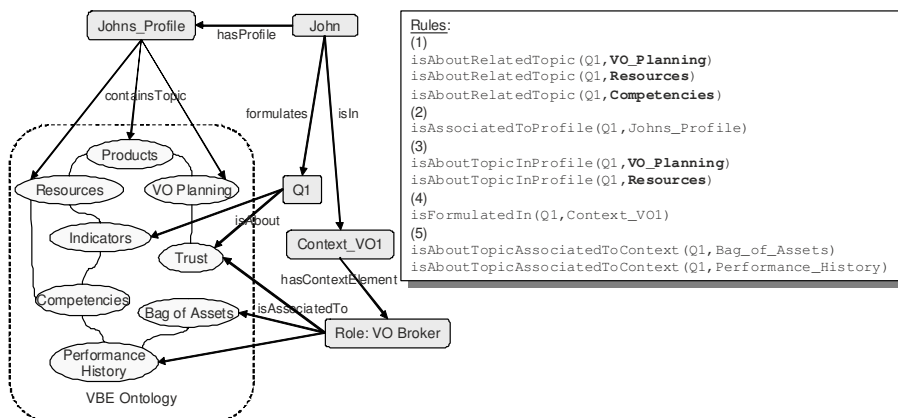 Johns_Profile
hasProfile
John
containsTopic
formulates
isIn
Products
Resources
VO Planning
Q1
isAbout
Indicators
Trust
Context_VO1
hasContextElement
Competencies
Bag of Assets
isAssociatedTo
Role: VO Broker
Performance
History
VBE Ontology
Rules:
(1)
isAboutRelatedTopic(Q1,VO_Planning)
isAboutRelatedTopic(Q1,Resources)
isAboutRelatedTopic(Q1,Competencies)
(2)
isAssociatedToProfile(Q1,Johns_Profile)
(3)
isAboutTopicInProfile(Q1,VO_Planning)
isAboutTopicInProfile(Q1,Resources)
(4)
isFormulatedIn(Q1,Context_VO1)
(5)
isAboutTopicAssociatedToContext(Q1,Bag_of_Assets)
isAboutTopicAssociatedToContext(Q1,Performance_History)